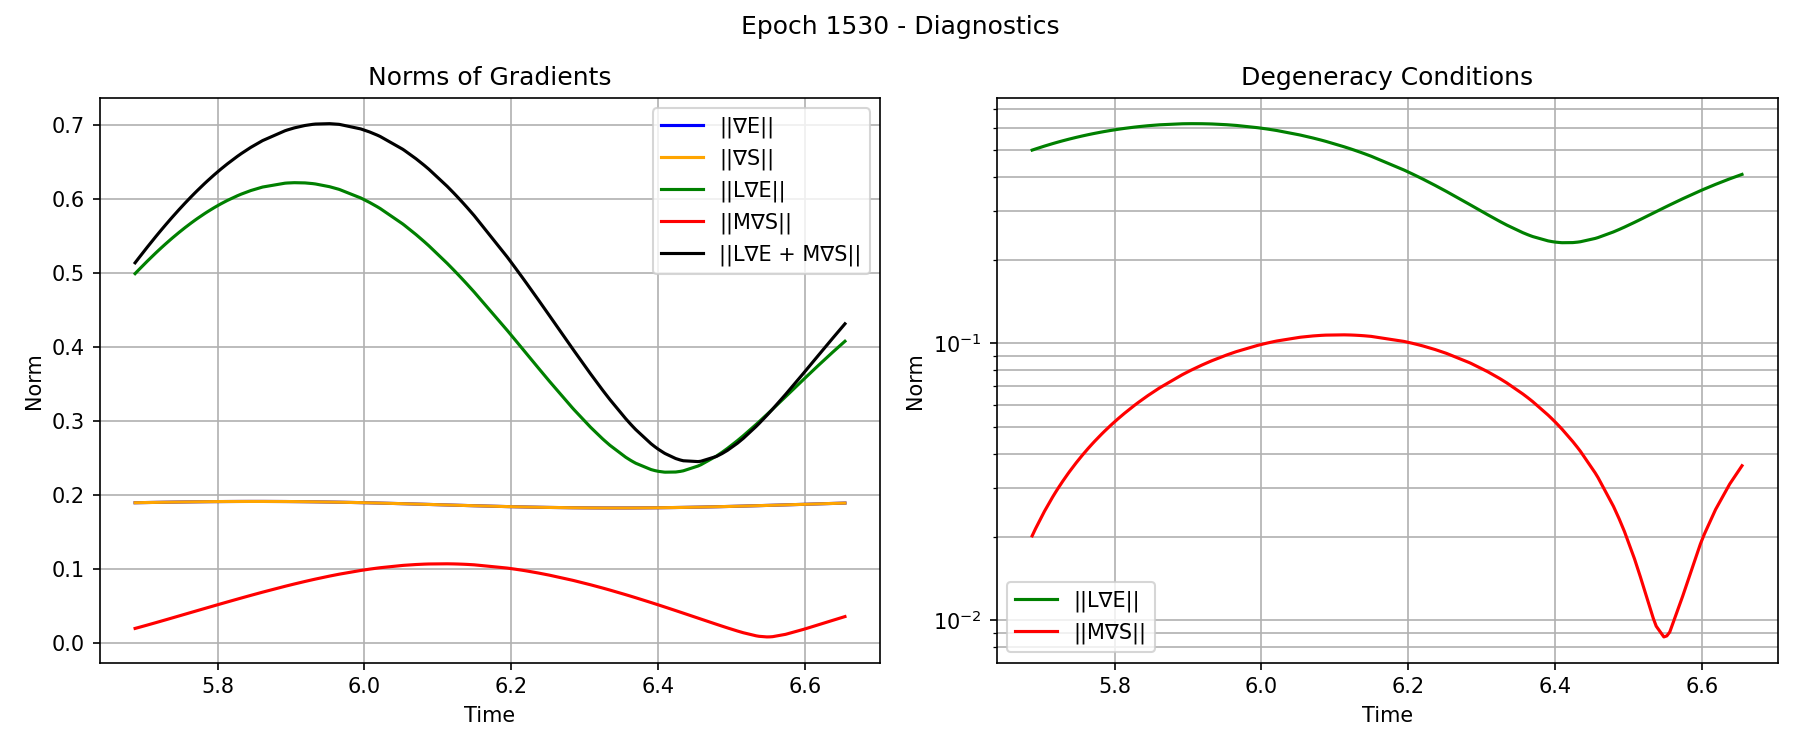 Epoch 1530 - Diagnostics
Norms of Gradients
0.7
0.6
0.5
0.4
0.3
0.2
0.1
0.0
Norm
5.8
6.0
6.2
6.4
6.6
Time
||∇E||
||∇S||
||L∇E||
||M∇S||
||L∇E + M∇S||
Degeneracy Conditions
10⁻¹
10⁻²
Norm
5.8
6.0
6.2
6.4
6.6
Time
||L∇E||
||M∇S||